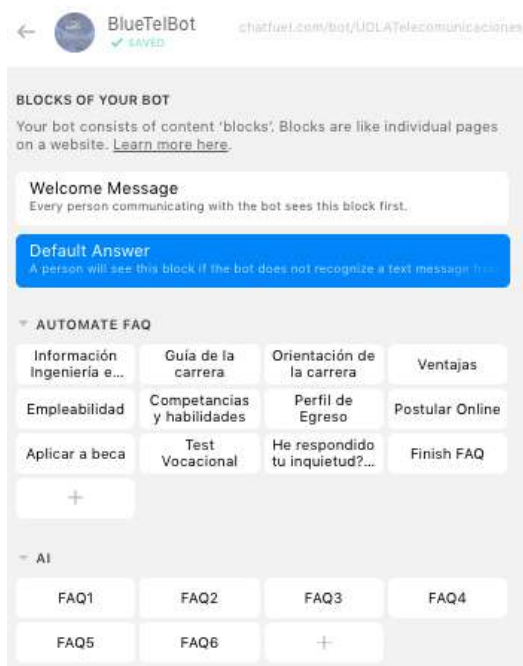 BlueTelBot
chatfuel.com/bot/UDLATelecomunicaciones
SAVED
BLOCKS OF YOUR BOT
Your bot consists of content ‘blocks’. Blocks are like individual pages
on a website. Learn more here.
Welcome Message
Every person communicating with the bot sees this block first.
Default Answer
A person will see this block if the bot does not recognize a text message
AUTOMATE FAQ
Información
Ingeniería e...
Guía de la
carrera
Orientación de
la carrera
Ventajas
Empleabilidad
Competancias
y habilidades
Perfil de
Egreso
Postular Online
Aplicar a beca
Test
Vocacional
He respondido
tu inquietud?...
Finish FAQ
+
AI
FAQ1
FAQ2
FAQ3
FAQ4
FAQ5
FAQ6
+